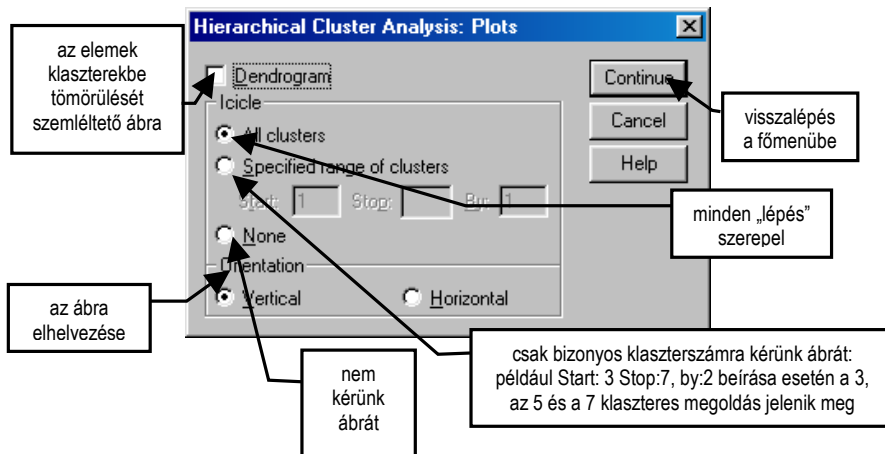 Hierarchical Cluster Analysis: Plots
az elemek
klaszterekbe
tömörülését
szemléltető ábra
Dendrogram
Continue
Icicle
All clusters
Cancel
visszalépés
a főmenübe
Specified range of clusters
Help
Start: 1 Stop: By: 1
minden „lépés”
szerepel
None
Orientation
az ábra
elhelvezése
Vertical
Horizontal
nem
kérünk
ábrát
csak bizonyos klaszterszámra kérünk ábrát:
például Start: 3 Stop:7, by:2 beírása esetén a 3,
az 5 és a 7 klaszteres megoldás jelenik meg